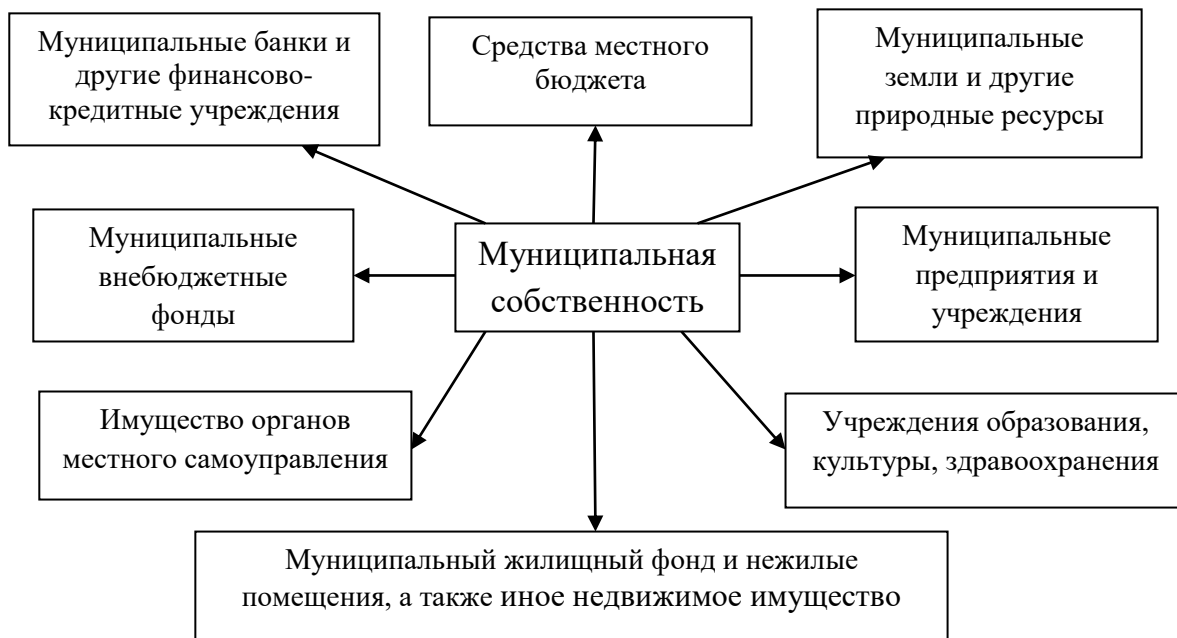 Муниципальные банки и
другие финансово-
кредитные учреждения
Средства местного
бюджета
Муниципальные
земли и другие
природные ресурсы
Муниципальные
внебюджетные
фонды
Муниципальная
собственность
Муниципальные
предприятия и
учреждения
Имущество органов
местного самоуправления
Учреждения образования,
культуры, здравоохранения
Муниципальный жилищный фонд и нежилые
помещения, а также иное недвижимое имущество